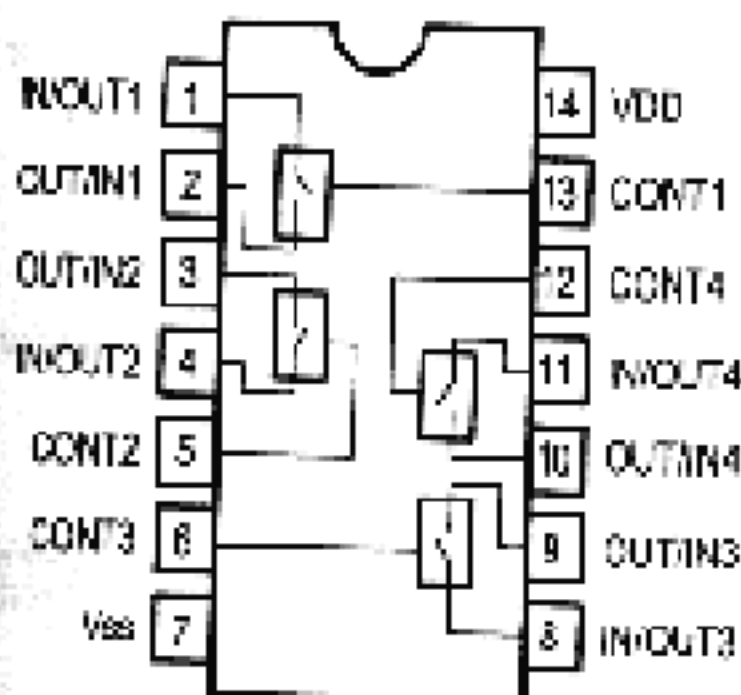 IN/OUT1 1
OUT/IN1 2
OUT/IN2 3
IN/OUT2 4
CONT2 5
CONT3 6
Vss 7
14 VDD
13 CONT1
12 CONT4
11 IN/OUT4
10 OUT/IN4
9 OUT/IN3
8 IN/OUT3